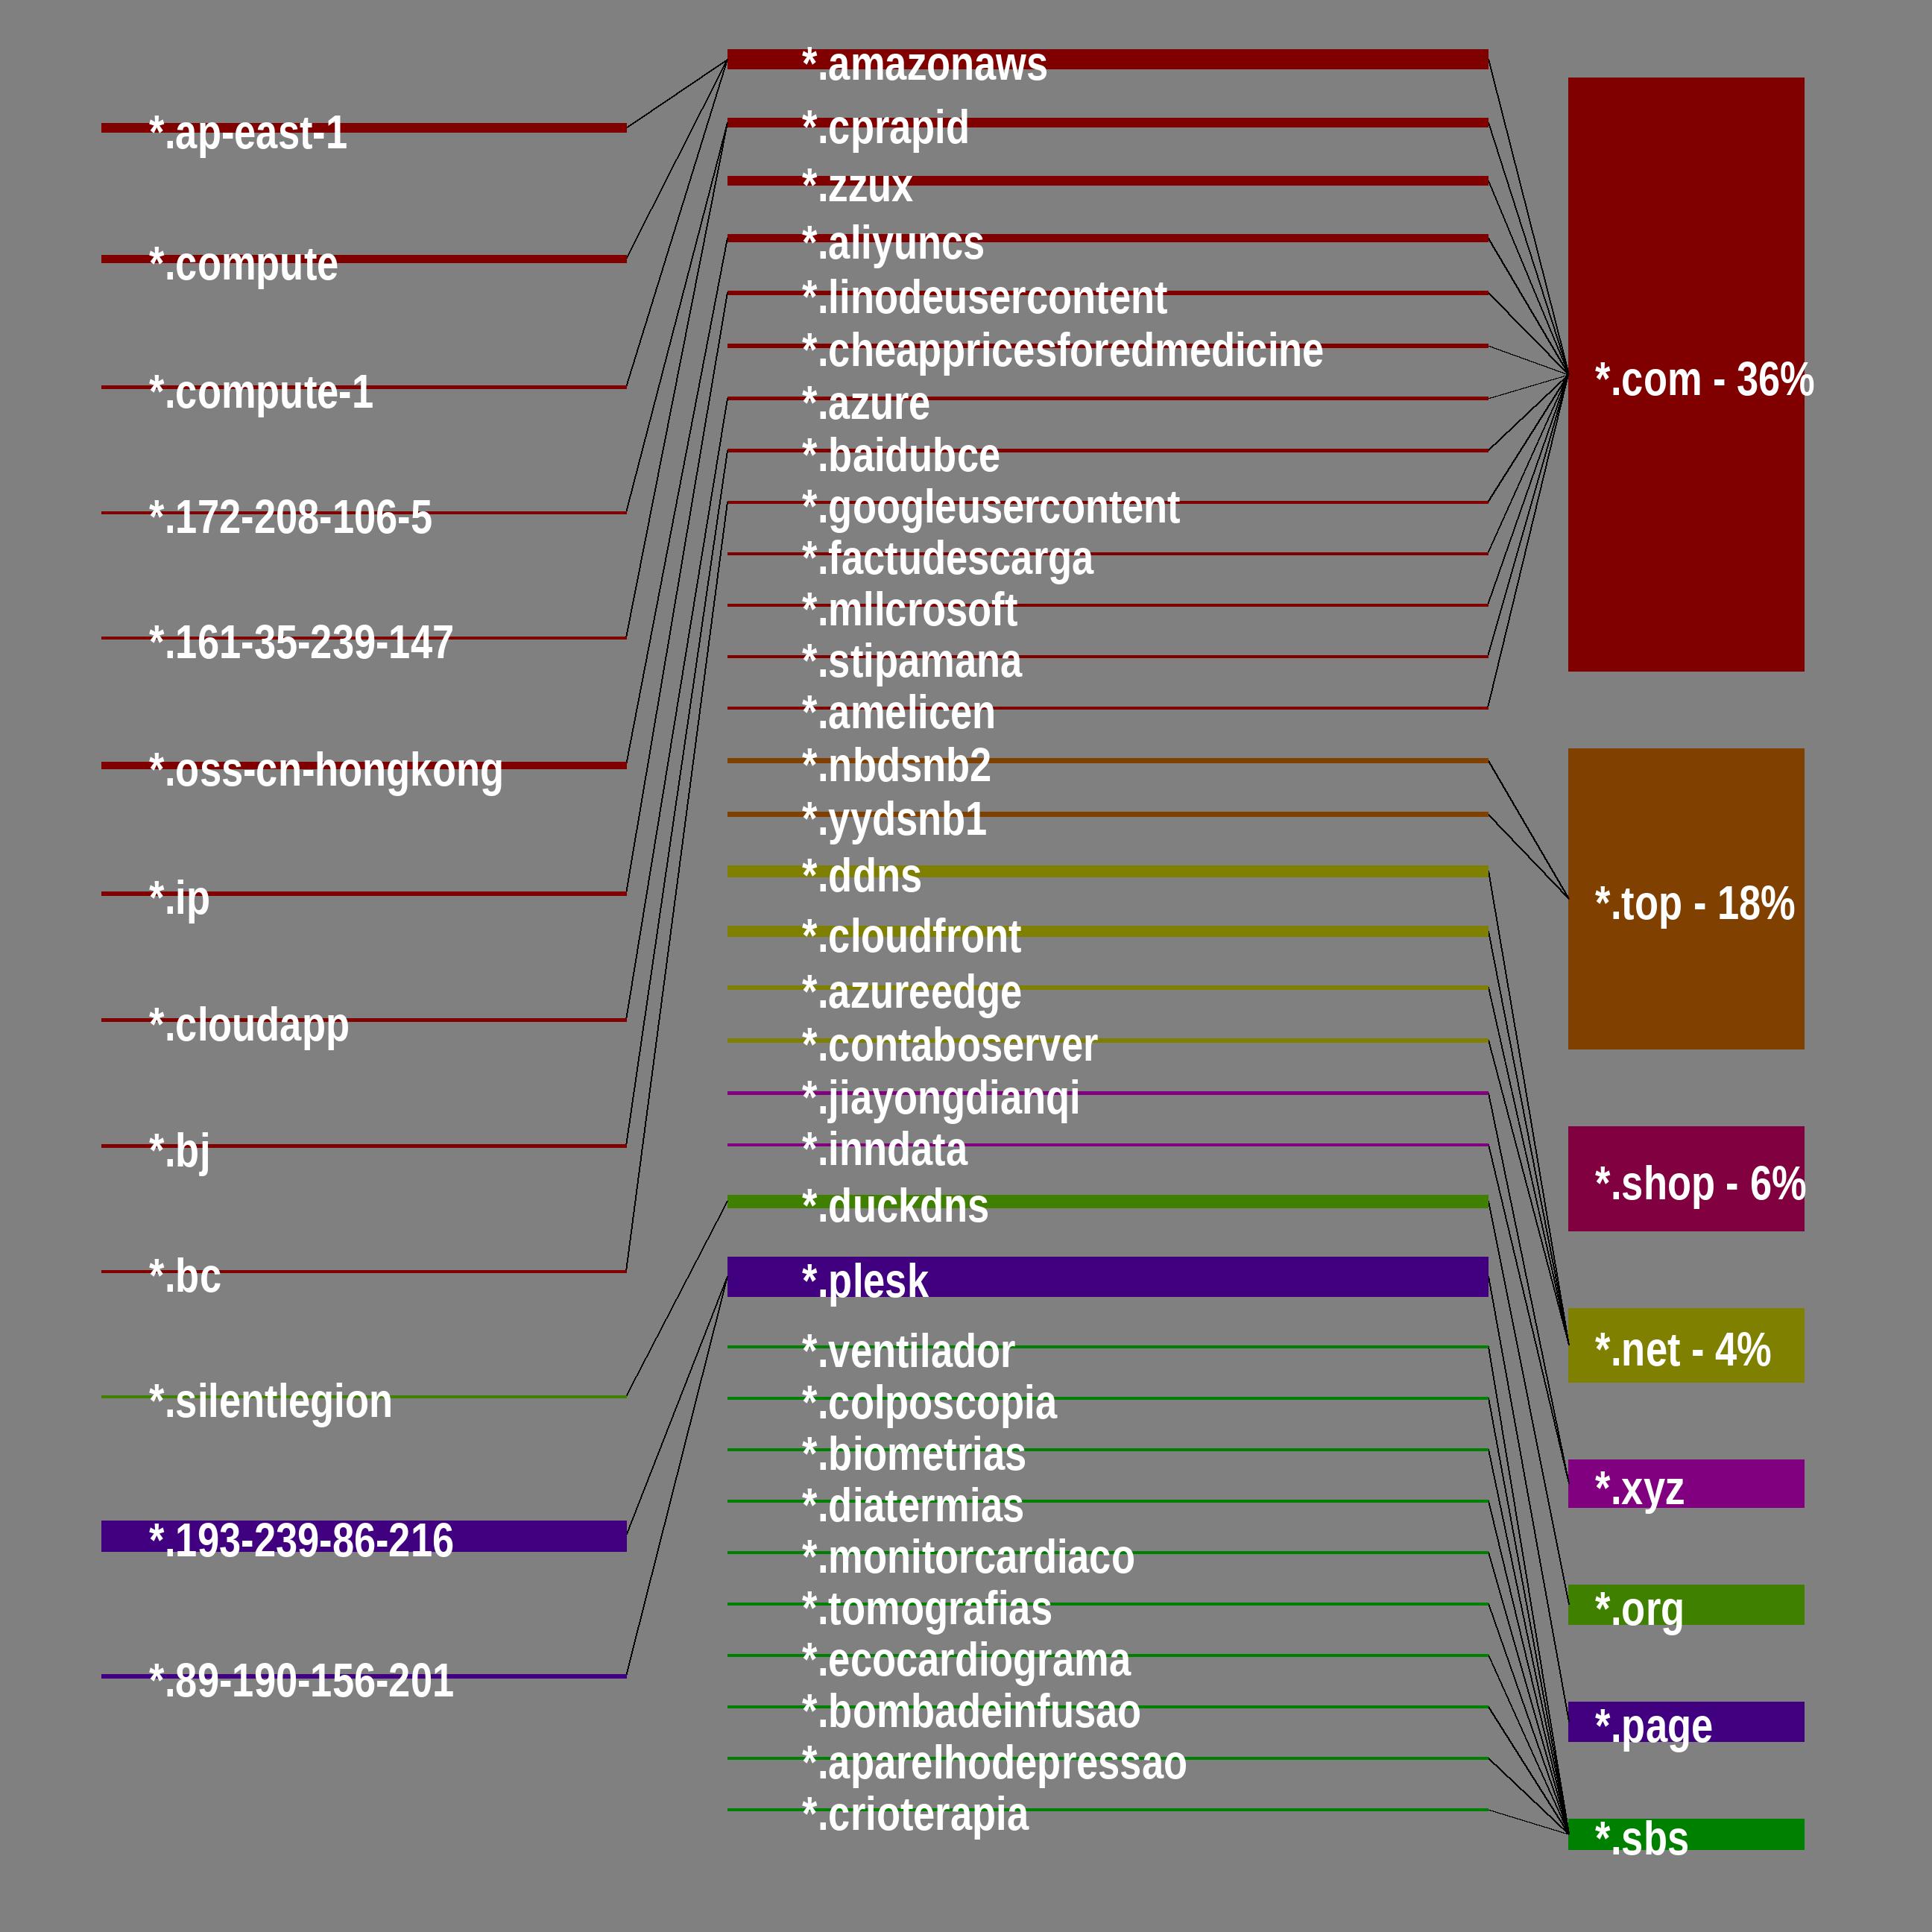 *.ap-east-1
*.compute
*.compute-1
*.172-208-106-5
*.161-35-239-147
*.oss-cn-hongkong
*.ip
*.cloudapp
*.bj
*.bc
*.silentlegion
*.193-239-86-216
*.89-190-156-201
*.amazonaws
*.cprapid
*.zzux
*.aliyuncs
*.linodeusercontent
*.cheappricesforedmedicine
*.azure
*.baidubce
*.googleusercontent
*.factudescarga
*.mllcrosoft
*.stipamana
*.amelicen
*.nbdsnb2
*.yydsnb1
*.ddns
*.cloudfront
*.azureedge
*.contaboserver
*.jiayongdianqi
*.inndata
*.duckdns
*.plesk
*.ventilador
*.colposcopia
*.biometrias
*.diatermias
*.monitorcardiaco
*.tomografias
*.ecocardiograma
*.bombadeinfusao
*.aparelhodepressao
*.crioterapia
*.com - 36%
*.top - 18%
*.shop - 6%
*.net - 4%
*.xyz
*.org
*.page
*.sbs